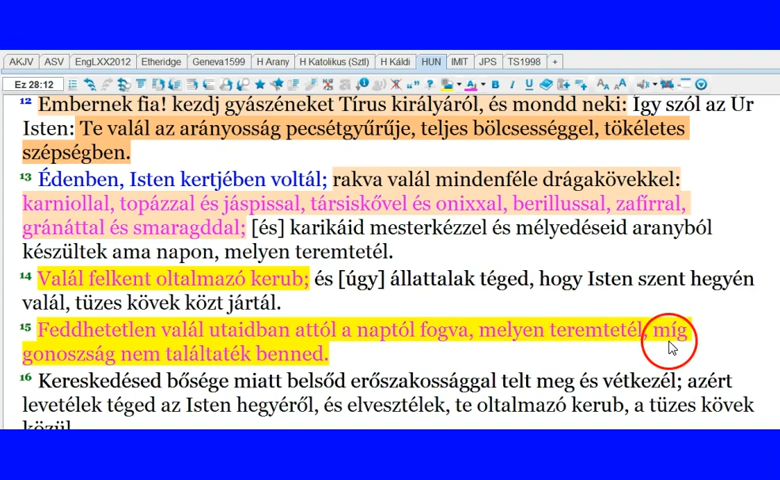 AKJV ASV EngLXX2012 Etheridge Geneva1599 H Arany H Katolikus (Sztl) H Káldi HUN IMIT JPS TS1998 +
Ez 28:12
12 Embernek fia! kezdj gyászéneket Tírus királyáról, és mondd neki: Így szól az Úr
Isten: Te valál az arányosság pecsétgyűrűje, teljes bölcsességgel, tökéletes
szépségben.
13 Édenben, Isten kertjében voltál; rakva valál mindenféle drágakövekkel:
karniollal, topázzal és jáspissal, társiskővel és onixxal, berillussal, zafírral,
gránáttal és smaragddal; [és] karikáid mesterkézzel és mélyedéseid aranyból
készültek ama napon, melyen teremtetél.
14 Valál felkent oltalmazó kerub; és [úgy] állattalak téged, hogy Isten szent hegyén
valál, tüzes kövek közt jártál.
15 Feddhetetlen valál utaidban attól a naptól fogva, melyen teremtetél, míg
gonoszság nem találtaték benned.
16 Kereskedésed bősége miatt belsőd erőszakossággal telt meg és vétkezél; azért
levetélek téged az Isten hegyéről, és elvesztélek, te oltalmazó kerub, a tüzes kövek
közül.